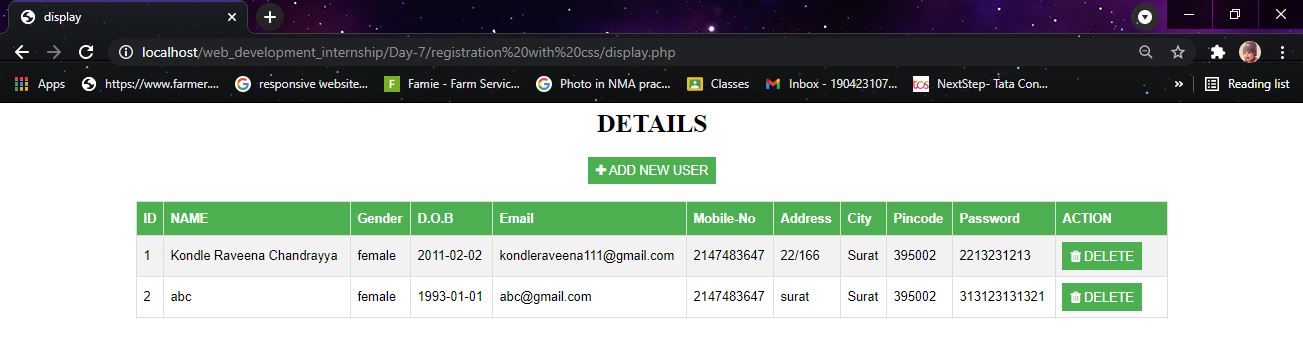 display
localhost/web_development_internship/Day-7/registration%20with%20css/display.php
Apps https://www.farmer.... responsive website... Famie - Farm Servic... Photo in NMA prac... Classes Inbox - 190423107... NextStep- Tata Con... » Reading list
DETAILS
+ ADD NEW USER
ID NAME Gender D.O.B Email Mobile-No Address City Pincode Password ACTION
1 Kondle Raveena Chandrayya female 2011-02-02 kondleraveena111@gmail.com 2147483647 22/166 Surat 395002 2213231213 DELETE
2 abc female 1993-01-01 abc@gmail.com 2147483647 surat Surat 395002 313123131321 DELETE